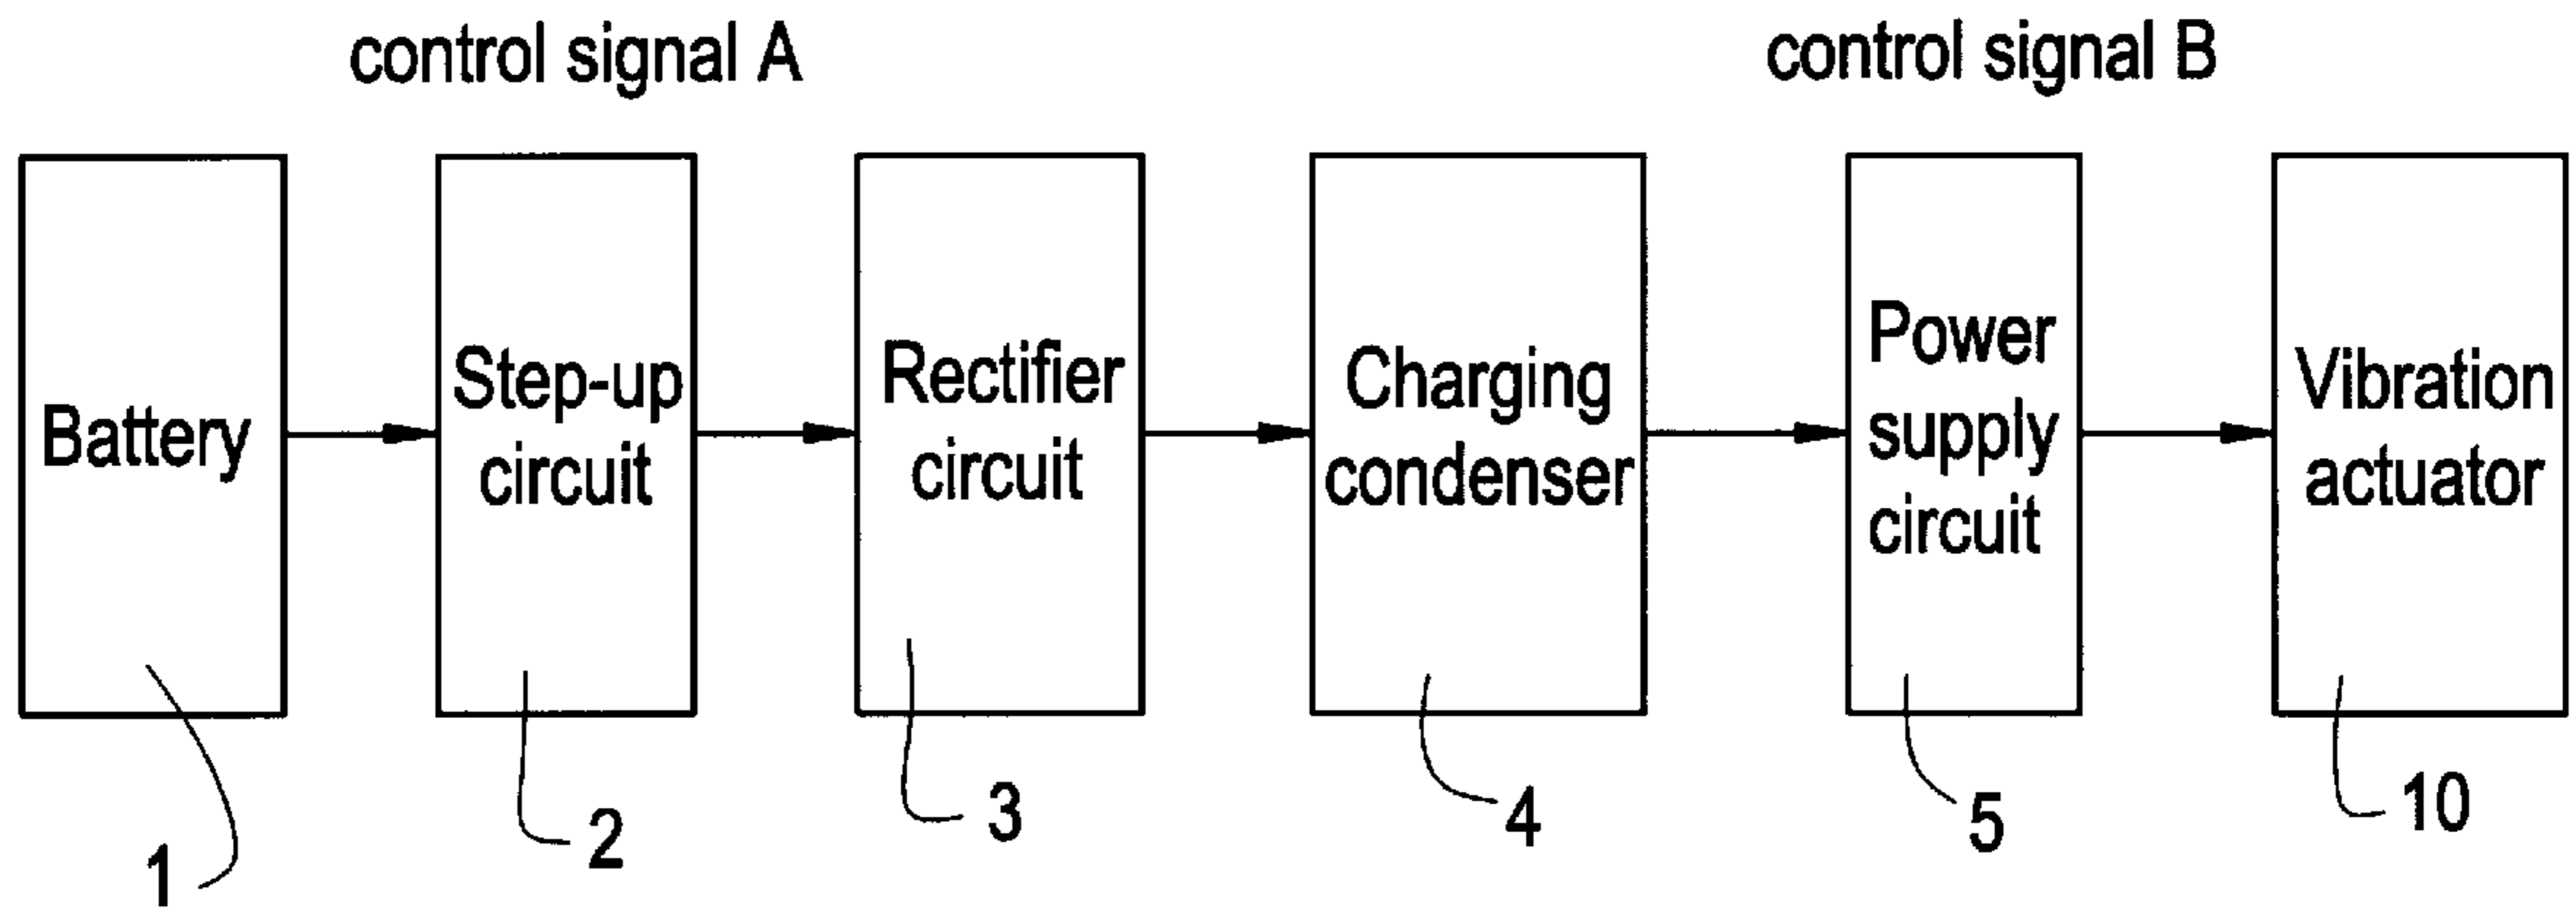 control signal A
control signal B
Battery
Step-up
circuit
Rectifier
circuit
Charging
condenser
Power
supply
circuit
Vibration
actuator
1
2
3
4
5
10